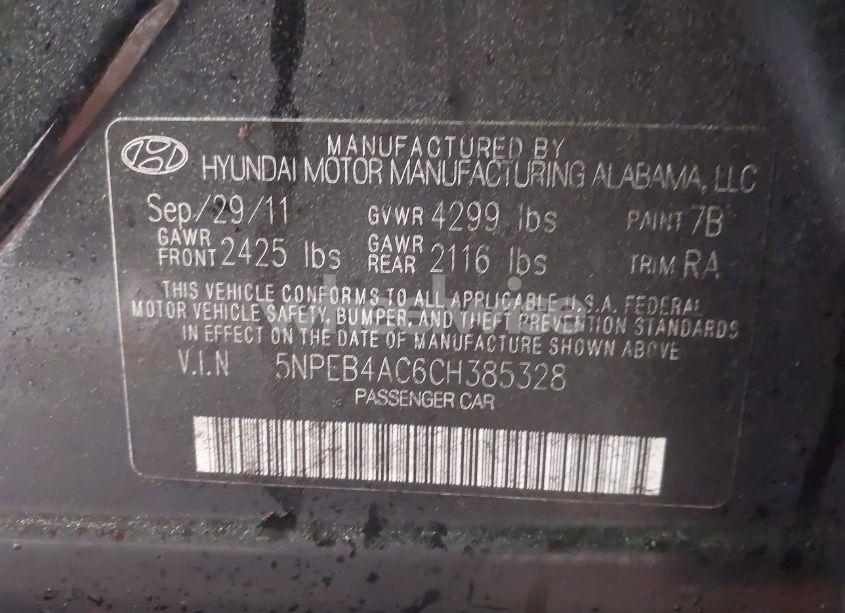 MANUFACTURED BY
HYUNDAI MOTOR MANUFACTURING ALABAMA, LLC
Sep/29/11 GVWR 4299 lbs PAINT 7B
GAWR FRONT 2425 lbs GAWR REAR 2116 lbs TRIM RA
THIS VEHICLE CONFORMS TO ALL APPLICABLE U.S.A. FEDERAL
MOTOR VEHICLE SAFETY, BUMPER, AND THEFT PREVENTION STANDARDS
IN EFFECT ON THE DATE OF MANUFACTURE SHOWN ABOVE
V.I.N 5NPEB4AC6CH385328
PASSENGER CAR